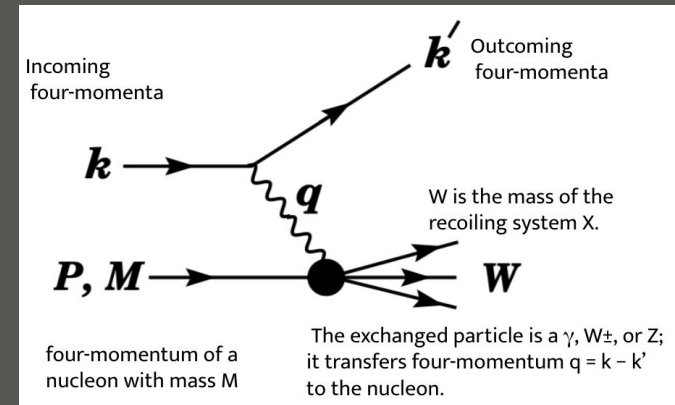 k′ Outcoming
four-momenta
Incoming
four-momenta
k
q
W is the mass of the
recoiling system X.
P, M
W
The exchanged particle is a γ, W±, or Z;
it transfers four-momentum q = k – k’
to the nucleon.
four-momentum of a
nucleon with mass M